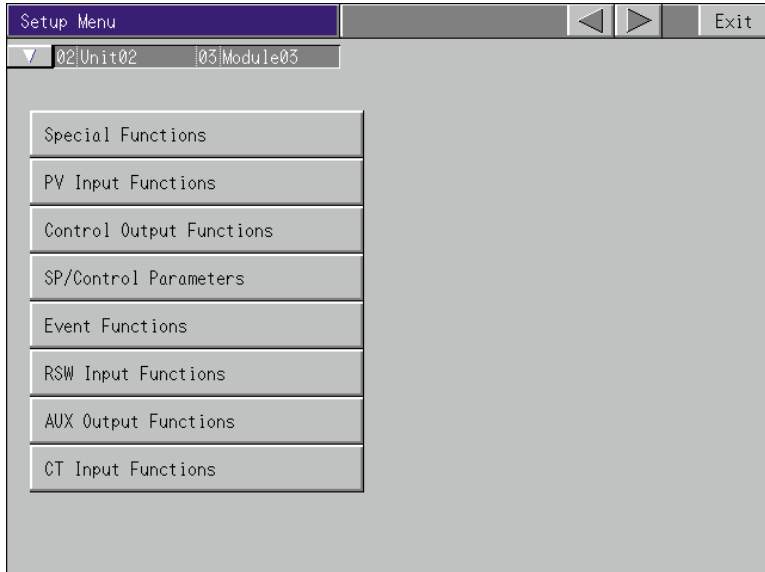 Setup Menu Exit
02 Unit02 03 Module03
Special Functions
PV Input Functions
Control Output Functions
SP/Control Parameters
Event Functions
RSW Input Functions
AUX Output Functions
CT Input Functions